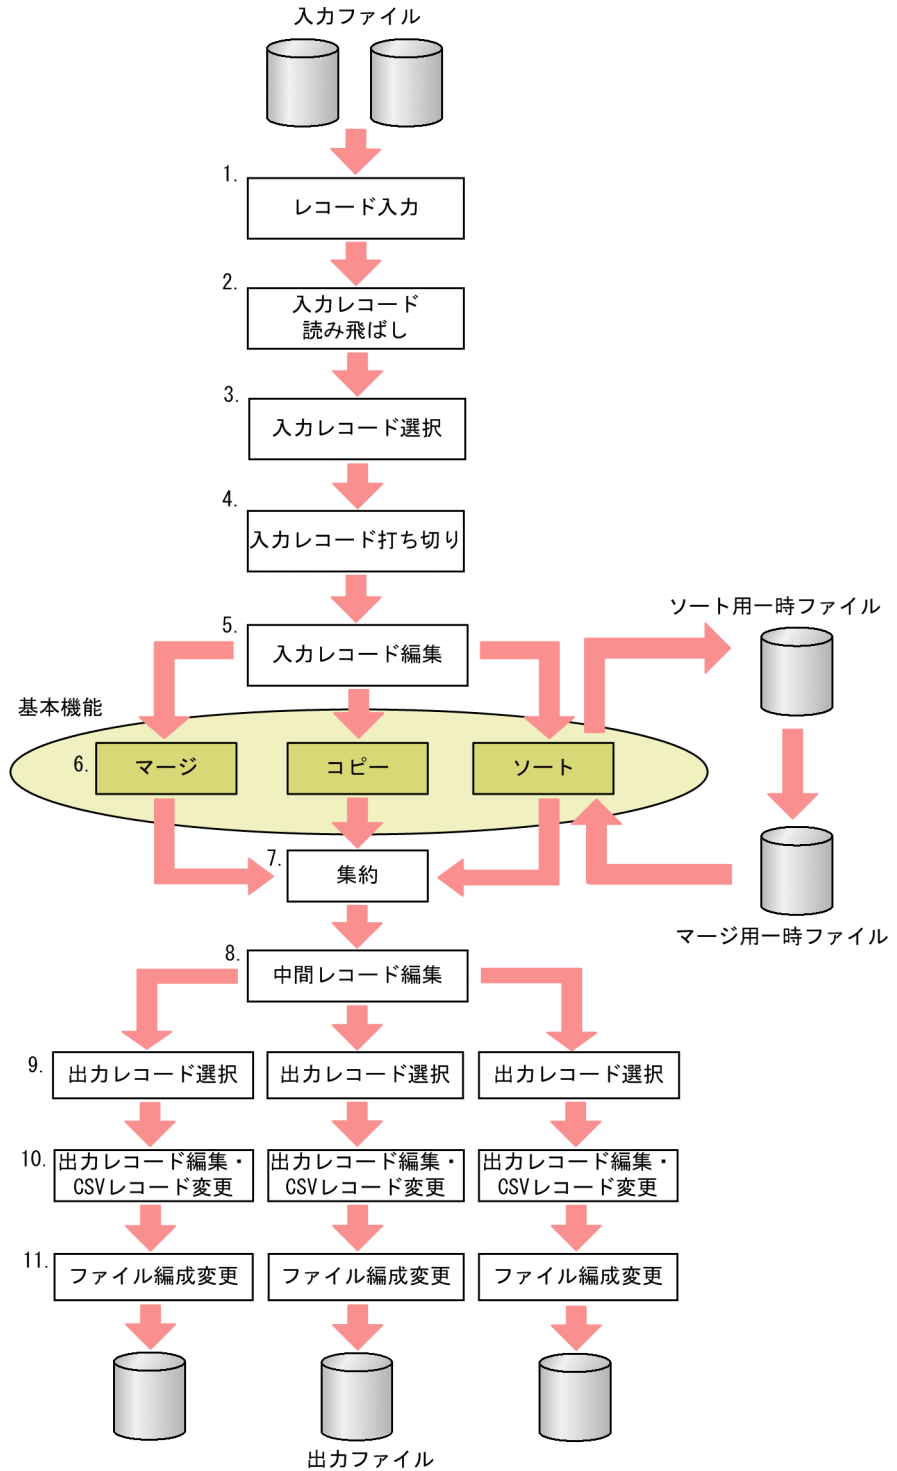 入力ファイル
1.
レコード入力
2.
入力レコード
読み飛ばし
3.
入力レコード選択
4.
入力レコード打ち切り
5.
入力レコード編集
ソート用一時ファイル
基本機能
6.
マージ
コピー
ソート
7.
集約
マージ用一時ファイル
8.
中間レコード編集
9.
出力レコード選択
出力レコード選択
出力レコード選択
10.
出力レコード編集・
CSVレコード変更
出力レコード編集・
CSVレコード変更
出力レコード編集・
CSVレコード変更
11.
ファイル編成変更
ファイル編成変更
ファイル編成変更
出力ファイル